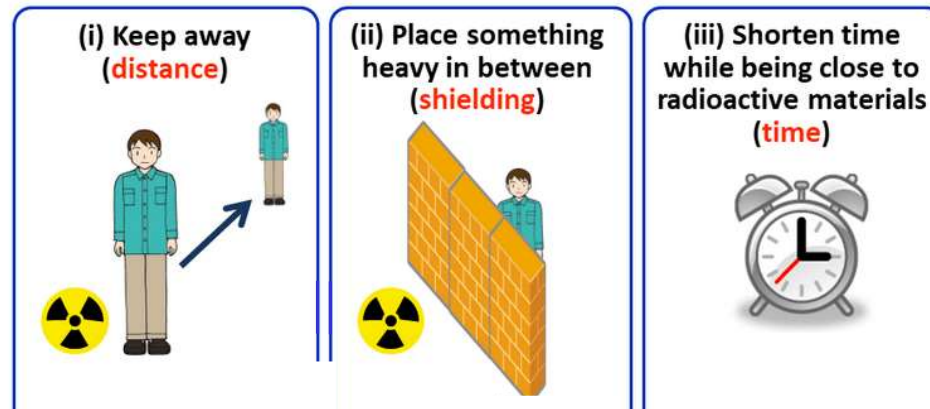 (i) Keep away
(distance)
(ii) Place something
heavy in between
(shielding)
(iii) Shorten time
while being close to
radioactive materials
(time)